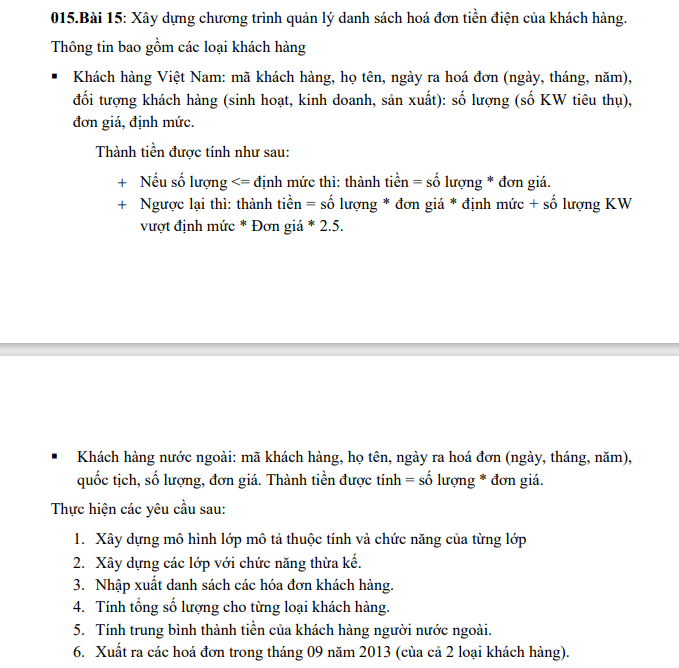 015.Bài 15: Xây dựng chương trình quản lý danh sách hoá đơn tiền điện của khách hàng.
Thông tin bao gồm các loại khách hàng
▪ Khách hàng Việt Nam: mã khách hàng, họ tên, ngày ra hoá đơn (ngày, tháng, năm),
đối tượng khách hàng (sinh hoạt, kinh doanh, sản xuất): số lượng (số KW tiêu thụ),
đơn giá, định mức.
Thành tiền được tính như sau:
+ Nếu số lượng <= định mức thì: thành tiền = số lượng * đơn giá.
+ Ngược lại thì: thành tiền = số lượng * đơn giá * định mức + số lượng KW
vượt định mức * Đơn giá * 2.5.
▪ Khách hàng nước ngoài: mã khách hàng, họ tên, ngày ra hoá đơn (ngày, tháng, năm),
quốc tịch, số lượng, đơn giá. Thành tiền được tính = số lượng * đơn giá.
Thực hiện các yêu cầu sau:
1. Xây dựng mô hình lớp mô tả thuộc tính và chức năng của từng lớp
2. Xây dựng các lớp với chức năng thừa kế.
3. Nhập xuất danh sách các hóa đơn khách hàng.
4. Tính tổng số lượng cho từng loại khách hàng.
5. Tính trung bình thành tiền của khách hàng người nước ngoài.
6. Xuất ra các hoá đơn trong tháng 09 năm 2013 (cùa cả 2 loại khách hàng).